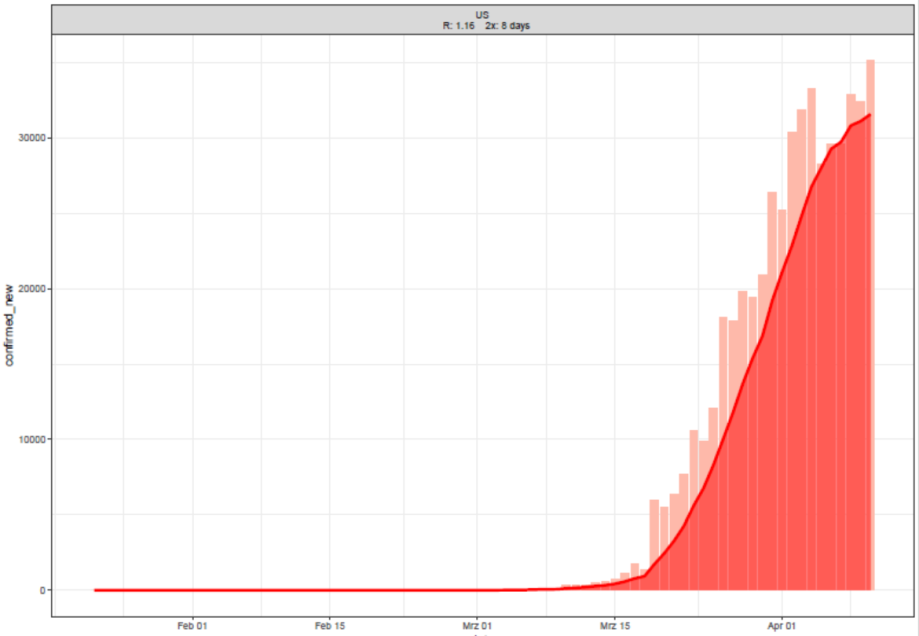 US
R: 1.16 2x: 8 days
confirmed_new
30000
20000
10000
0
Feb 01
Feb 15
Mrz 01
Mrz 15
Apr 01